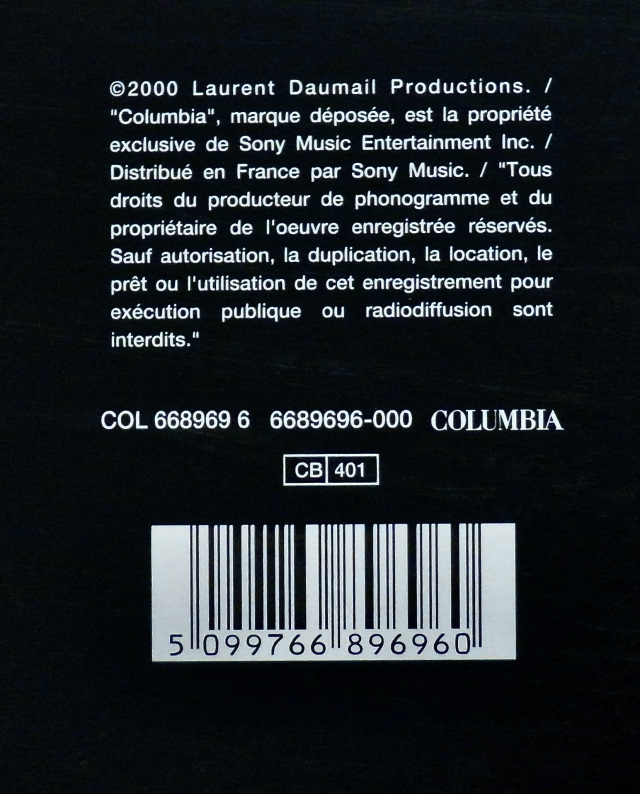 ©2000 Laurent Daumail Productions. /
"Columbia", marque déposée, est la propriété
exclusive de Sony Music Entertainment Inc. /
Distribué en France par Sony Music. / "Tous
droits du producteur de phonogramme et du
propriétaire de l'oeuvre enregistrée réservés.
Sauf autorisation, la duplication, la location, le
prêt ou l'utilisation de cet enregistrement pour
exécution publique ou radiodiffusion sont
interdits."
COL 668969 6 6689696-000 COLUMBIA
CB 401
5 099766 896960